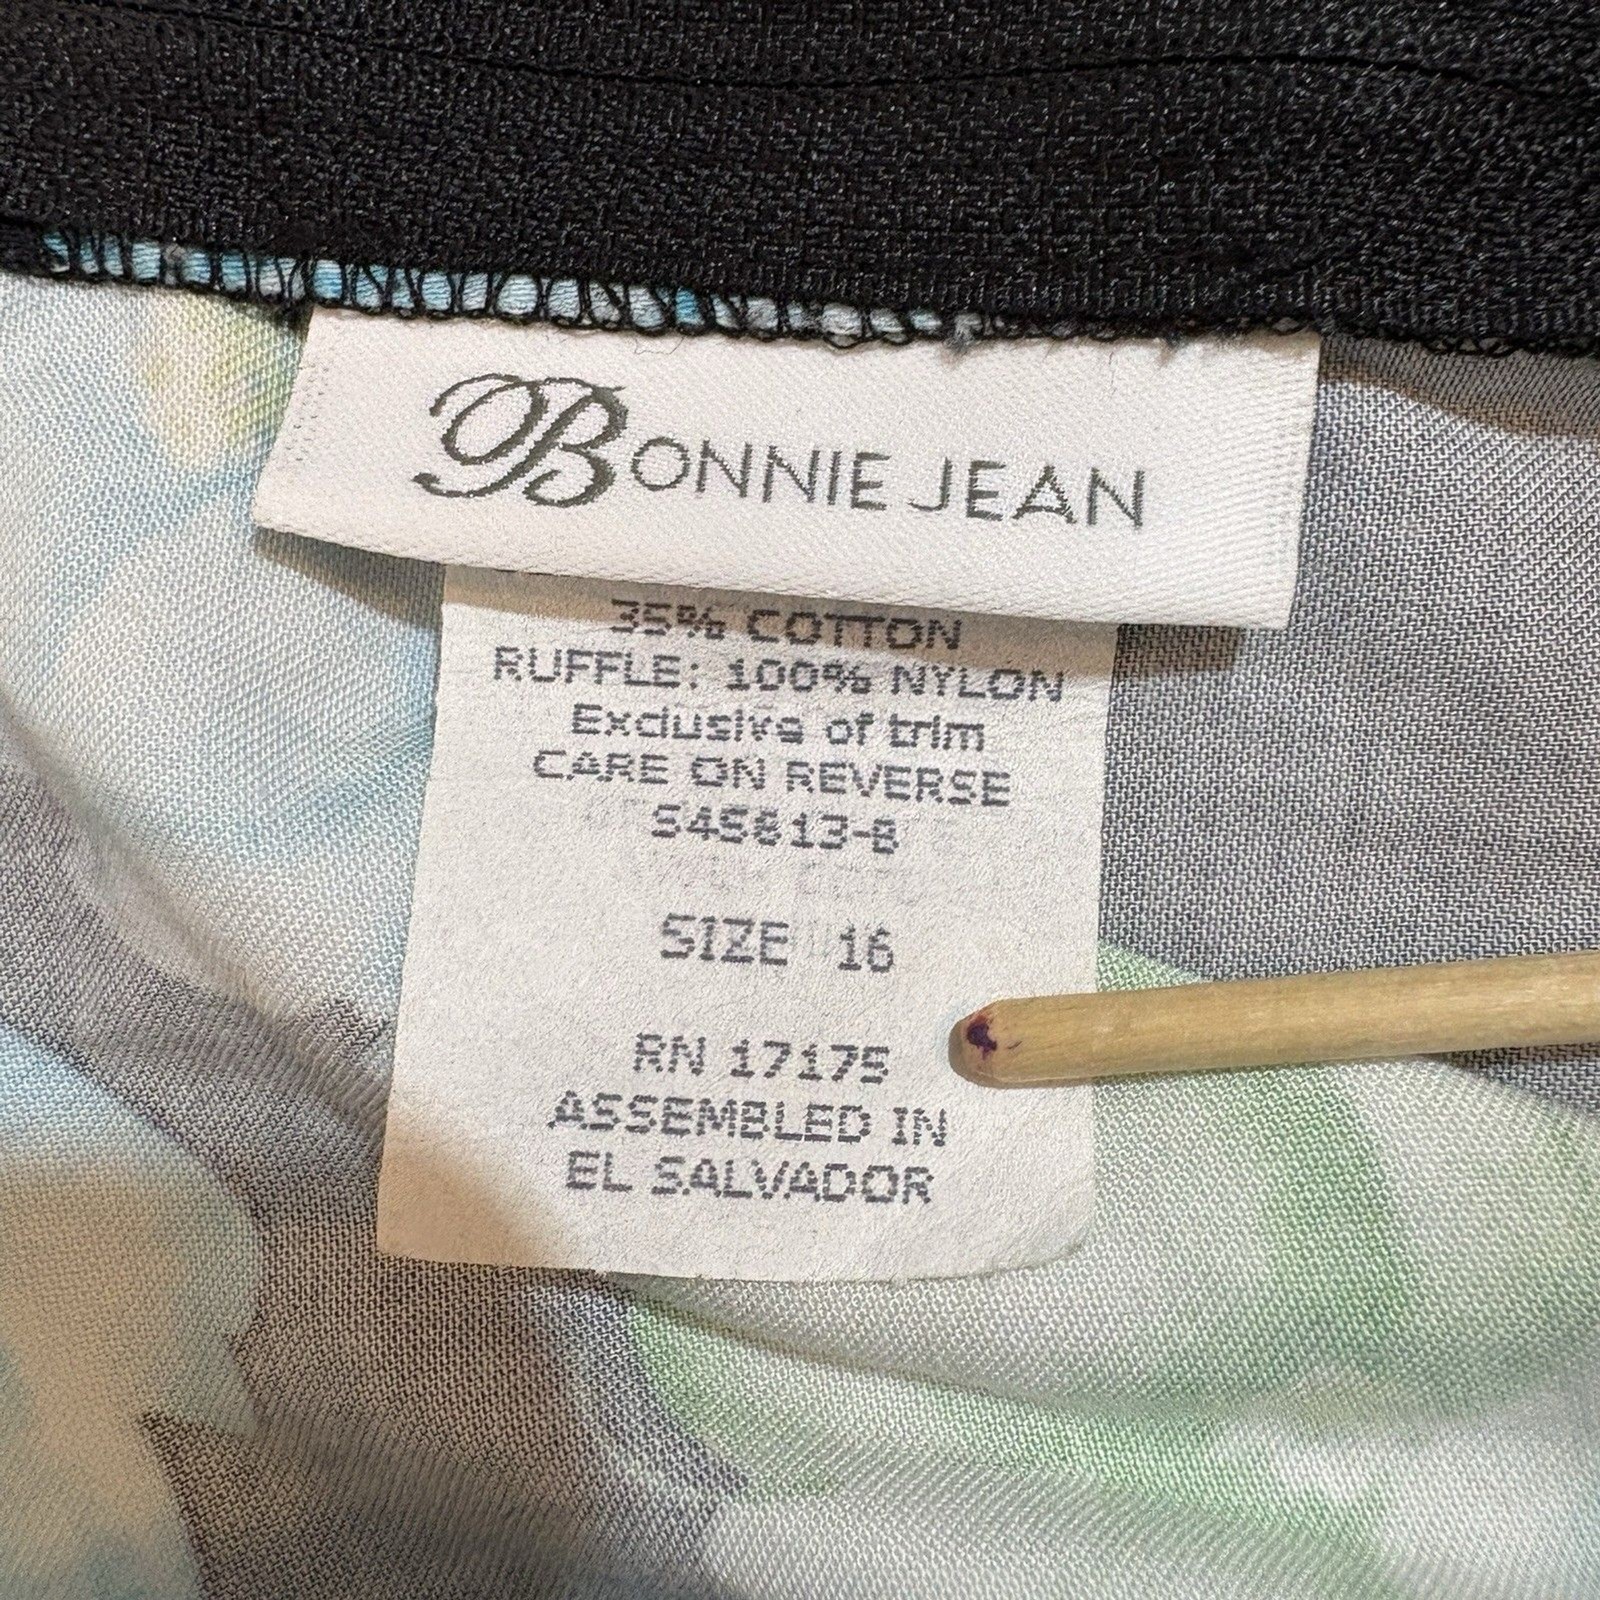 BONNIE JEAN
35% COTTON
RUFFLE: 100% NYLON
Exclusive of trim
CARE ON REVERSE
S45813-B
SIZE 16
RN 17175
ASSEMBLED IN
EL SALVADOR